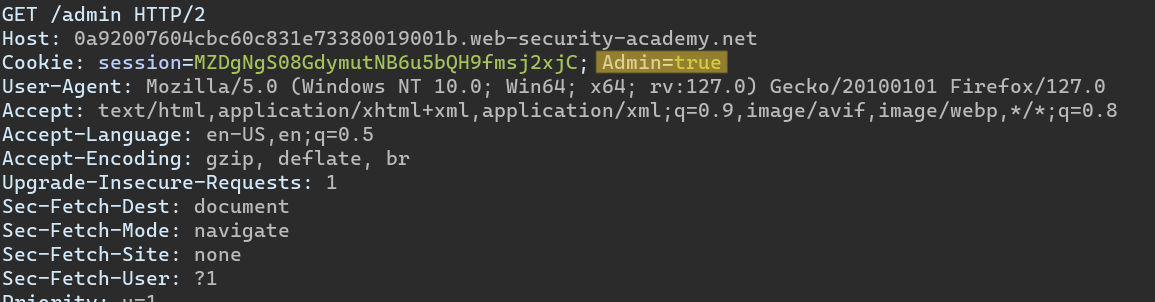 GET /admin HTTP/2
Host: 0a92007604cbc60c831e73380019001b.web-security-academy.net
Cookie: session=MZDgNgS08GdymutNB6u5bQH9fmsj2xjC; Admin=true
User-Agent: Mozilla/5.0 (Windows NT 10.0; Win64; x64; rv:127.0) Gecko/20100101 Firefox/127.0
Accept: text/html,application/xhtml+xml,application/xml;q=0.9,image/avif,image/webp,*/*;q=0.8
Accept-Language: en-US,en;q=0.5
Accept-Encoding: gzip, deflate, br
Upgrade-Insecure-Requests: 1
Sec-Fetch-Dest: document
Sec-Fetch-Mode: navigate
Sec-Fetch-Site: none
Sec-Fetch-User: ?1
Priority: u=1